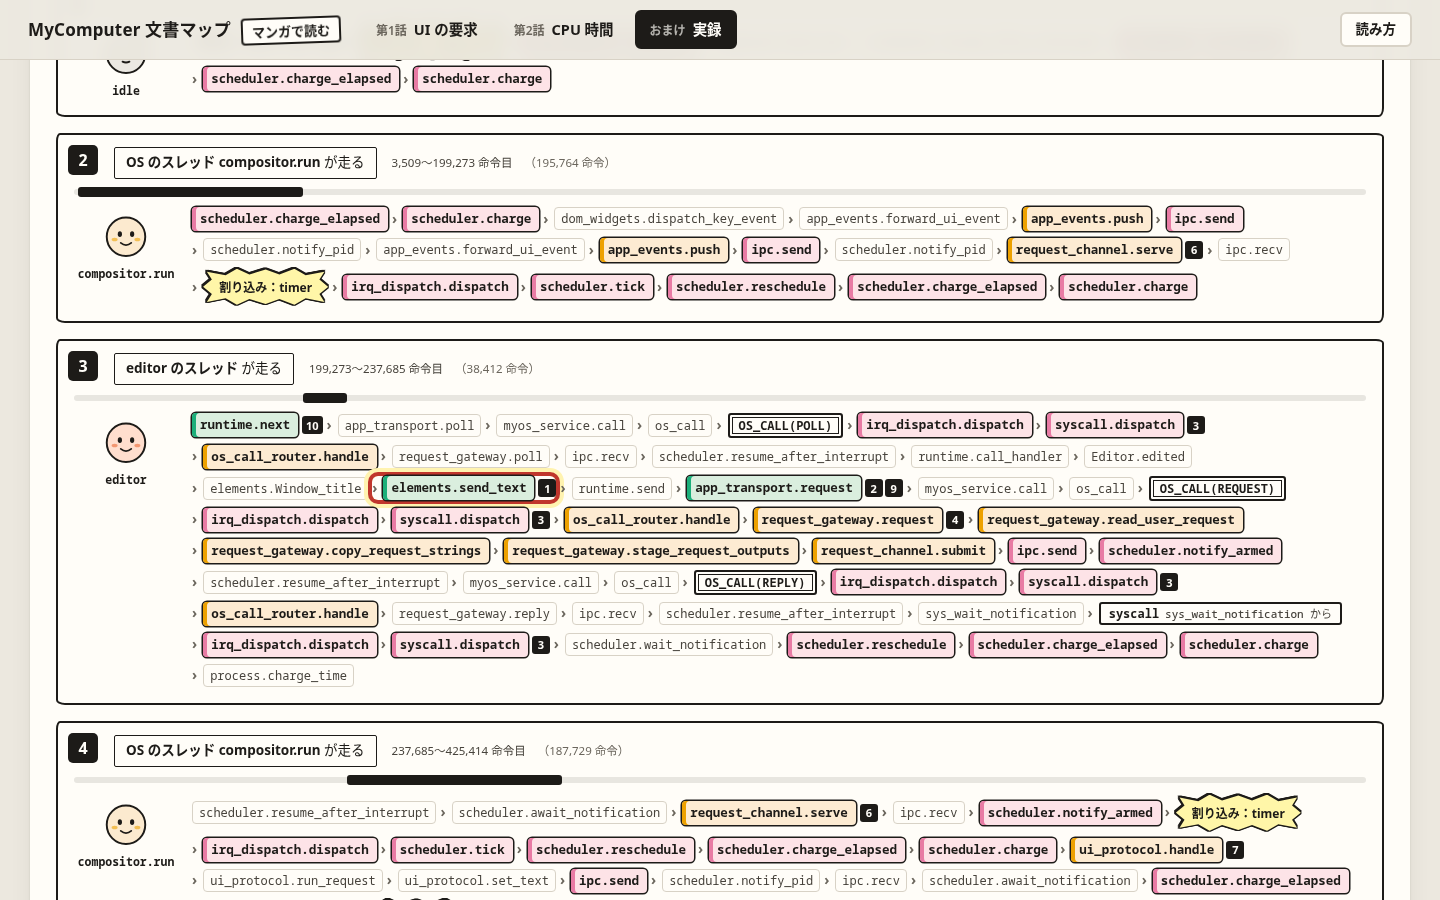 MyComputer 文書マップ マンガで読む 第1話 UI の要求 第2話 CPU 時間 おまけ 実録 読み方
› scheduler.charge_elapsed › scheduler.charge
idle
2 OS のスレッド compositor.run が走る 3,509〜199,273 命令目 （195,764 命令）
scheduler.charge_elapsed › scheduler.charge › dom_widgets.dispatch_key_event › app_events.forward_ui_event › app_events.push › ipc.send
› scheduler.notify_pid › app_events.forward_ui_event › app_events.push › ipc.send › scheduler.notify_pid › request_channel.serve 6 › ipc.recv
compositor.run
› 割り込み：timer › irq_dispatch.dispatch › scheduler.tick › scheduler.reschedule › scheduler.charge_elapsed › scheduler.charge
3 editor のスレッド が走る 199,273〜237,685 命令目 （38,412 命令）
runtime.next 10 › app_transport.poll › myos_service.call › os_call › OS_CALL(POLL) › irq_dispatch.dispatch › syscall.dispatch 3
› os_call_router.handle › request_gateway.poll › ipc.recv › scheduler.resume_after_interrupt › runtime.call_handler › Editor.edited
editor
› elements.Window_title › elements.send_text 1 › runtime.send › app_transport.request 2 9 › myos_service.call › os_call › OS_CALL(REQUEST)
› irq_dispatch.dispatch › syscall.dispatch 3 › os_call_router.handle › request_gateway.request 4 › request_gateway.read_user_request
› request_gateway.copy_request_strings › request_gateway.stage_request_outputs › request_channel.submit › ipc.send › scheduler.notify_armed
› scheduler.resume_after_interrupt › myos_service.call › os_call › OS_CALL(REPLY) › irq_dispatch.dispatch › syscall.dispatch 3
› os_call_router.handle › request_gateway.reply › ipc.recv › scheduler.resume_after_interrupt › sys_wait_notification › syscall sys_wait_notification から
› irq_dispatch.dispatch › syscall.dispatch 3 › scheduler.wait_notification › scheduler.reschedule › scheduler.charge_elapsed › scheduler.charge
› process.charge_time
4 OS のスレッド compositor.run が走る 237,685〜425,414 命令目 （187,729 命令）
scheduler.resume_after_interrupt › scheduler.await_notification › request_channel.serve 6 › ipc.recv › scheduler.notify_armed › 割り込み：timer
› irq_dispatch.dispatch › scheduler.tick › scheduler.reschedule › scheduler.charge_elapsed › scheduler.charge › ui_protocol.handle 7
compositor.run
› ui_protocol.run_request › ui_protocol.set_text › ipc.send › scheduler.notify_pid › ipc.recv › scheduler.await_notification › scheduler.charge_elapsed